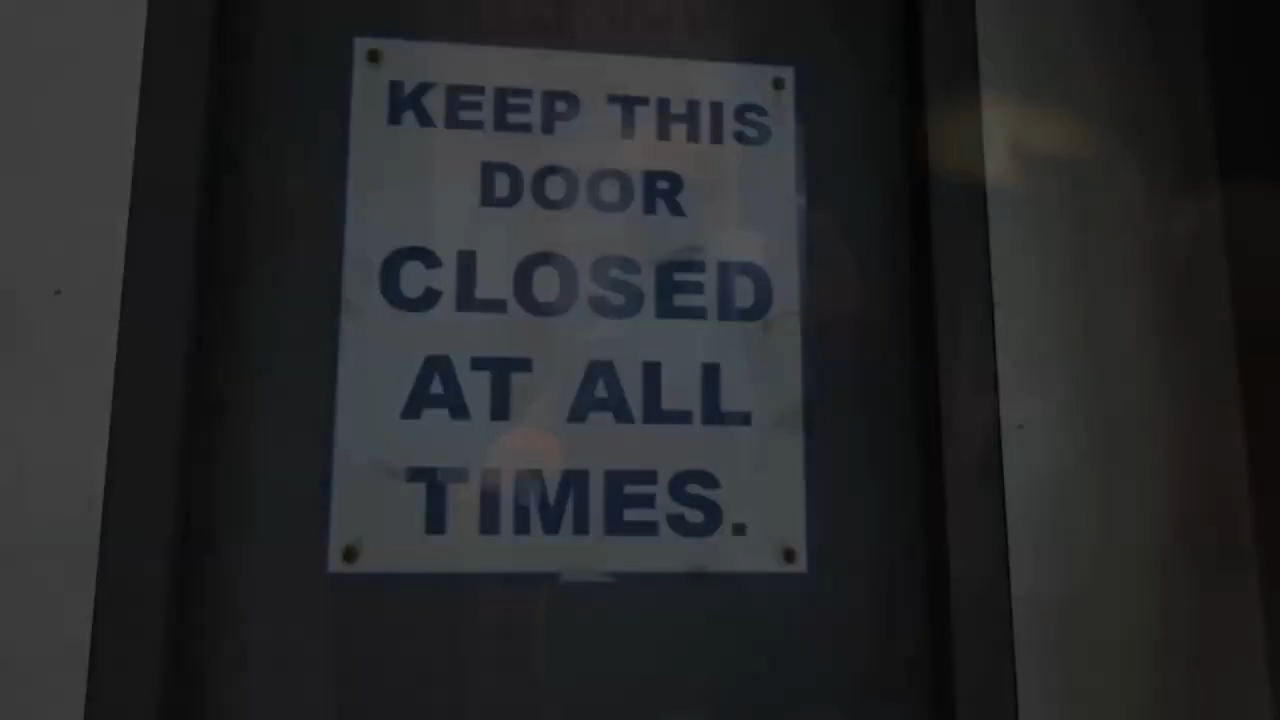 KEEP THIS
DOOR
CLOSED
AT ALL
TIMES.